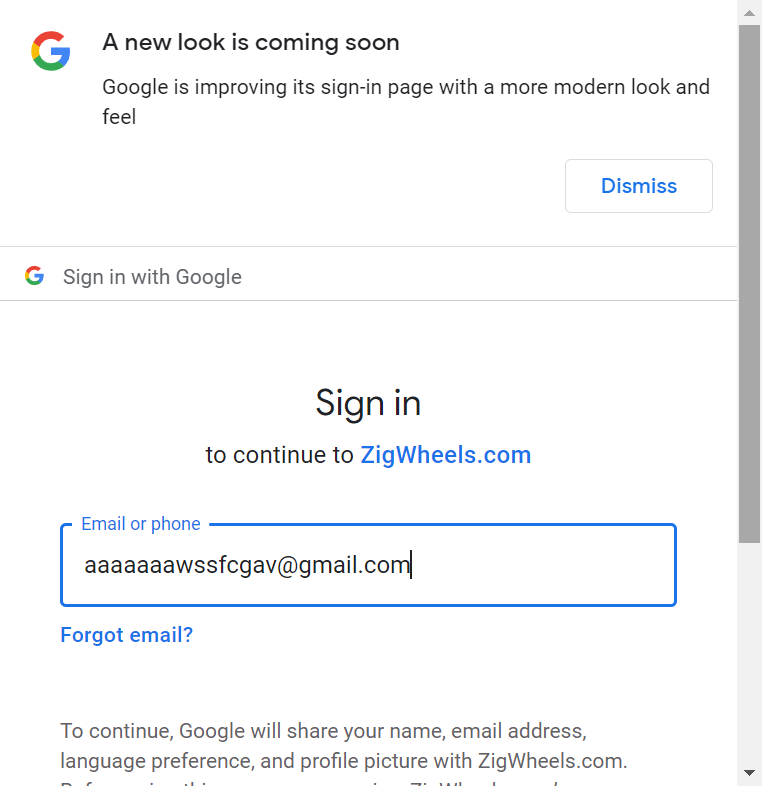 A new look is coming soon
Google is improving its sign-in page with a more modern look and
feel
Dismiss
Sign in with Google
Sign in
to continue to ZigWheels.com
Email or phone
aaaaaaawssfcgav@gmail.com
Forgot email?
To continue, Google will share your name, email address,
language preference, and profile picture with ZigWheels.com.